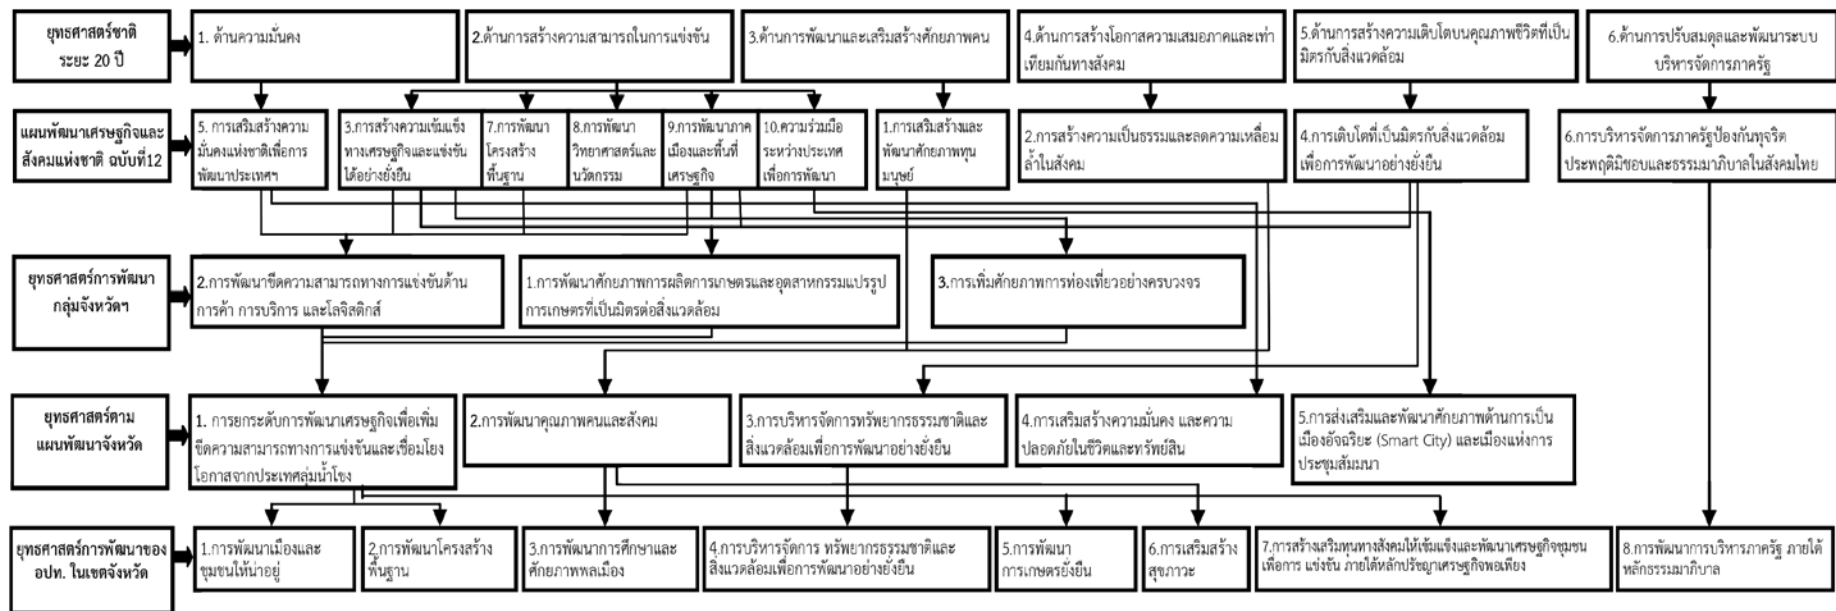 ยุทธศาสตร์ชาติ
ระยะ 20 ปี
1. ด้านความมั่นคง
2.ด้านการสร้างความสามารถในการแข่งขัน
3.ด้านการพัฒนาและเสริมสร้างศักยภาพคน
4.ด้านการสร้างโอกาสความเสมอภาคและเท่า
เทียมกันทางสังคม
5.ด้านการสร้างความเติบโตบนคุณภาพชีวิตที่เป็น
มิตรกับสิ่งแวดล้อม
6.ด้านการปรับสมดุลและพัฒนาระบบ
บริหารจัดการภาครัฐ
แผนพัฒนาเศรษฐกิจและ
สังคมแห่งชาติ ฉบับที่12
5. การเสริมสร้างความ
มั่นคงแห่งชาติเพื่อการ
พัฒนาประเทศฯ
3.การสร้างความเข้มแข็ง
ทางเศรษฐกิจและแข่งขัน
ได้อย่างยั่งยืน
7.การพัฒนา
โครงสร้าง
พื้นฐาน
8.การพัฒนา
วิทยาศาสตร์และ
นวัตกรรม
9.การพัฒนาภาค
เมืองและพื้นที่
เศรษฐกิจ
10.ความร่วมมือ
ระหว่างประเทศ
เพื่อการพัฒนา
1.การเสริมสร้างและ
พัฒนาศักยภาพทุน
มนุษย์
2.การสร้างความเป็นธรรมและลดความเหลื่อม
ล้ำในสังคม
4.การเติบโตที่เป็นมิตรกับสิ่งแวดล้อม
เพื่อการพัฒนาอย่างยั่งยืน
6.การบริหารจัดการภาครัฐป้องกันทุจริต
ประพฤติมิชอบและธรรมมาภิบาลในสังคมไทย
ยุทธศาสตร์การพัฒนา
กลุ่มจังหวัดฯ
2.การพัฒนาขีดความสามารถทางการแข่งขันด้าน
การค้า การบริการ และโลจิสติกส์
1.การพัฒนาศักยภาพการผลิตการเกษตรและอุตสาหกรรมแปรรูป
การเกษตรที่เป็นมิตรต่อสิ่งแวดล้อม
3.การเพิ่มศักยภาพการท่องเที่ยวอย่างครบวงจร
ยุทธศาสตร์ตาม
แผนพัฒนาจังหวัด
1. การยกระดับการพัฒนาเศรษฐกิจเพื่อเพิ่ม
ขีดความสามารถทางการแข่งขันและเชื่อมโยง
โอกาสจากประเทศลุ่มน้ำโขง
2.การพัฒนาคุณภาพคนและสังคม
3.การบริหารจัดการทรัพยากรธรรมชาติและ
สิ่งแวดล้อมเพื่อการพัฒนาอย่างยั่งยืน
4.การเสริมสร้างความมั่นคง และความ
ปลอดภัยในชีวิตและทรัพย์สิน
5.การส่งเสริมและพัฒนาศักยภาพด้านการเป็น
เมืองอัจฉริยะ (Smart City) และเมืองแห่งการ
ประชุมสัมมนา
ยุทธศาสตร์การพัฒนาของ
อปท. ในเขตจังหวัด
1.การพัฒนาเมืองและ
ชุมชนให้น่าอยู่
2.การพัฒนาโครงสร้าง
พื้นฐาน
3.การพัฒนาการศึกษาและ
ศักยภาพพลเมือง
4.การบริหารจัดการ ทรัพยากรธรรมชาติและ
สิ่งแวดล้อมเพื่อการพัฒนาอย่างยั่งยืน
5.การพัฒนา
การเกษตรยั่งยืน
6.การเสริมสร้าง
สุขภาวะ
7.การสร้างเสริมทุนทางสังคมให้เข้มแข็งและพัฒนาเศรษฐกิจชุมชน
เพื่อการ แข่งขัน ภายใต้หลักปรัชญาเศรษฐกิจพอเพียง
8.การพัฒนาการบริหารภาครัฐ ภายใต้
หลักธรรมมาภิบาล